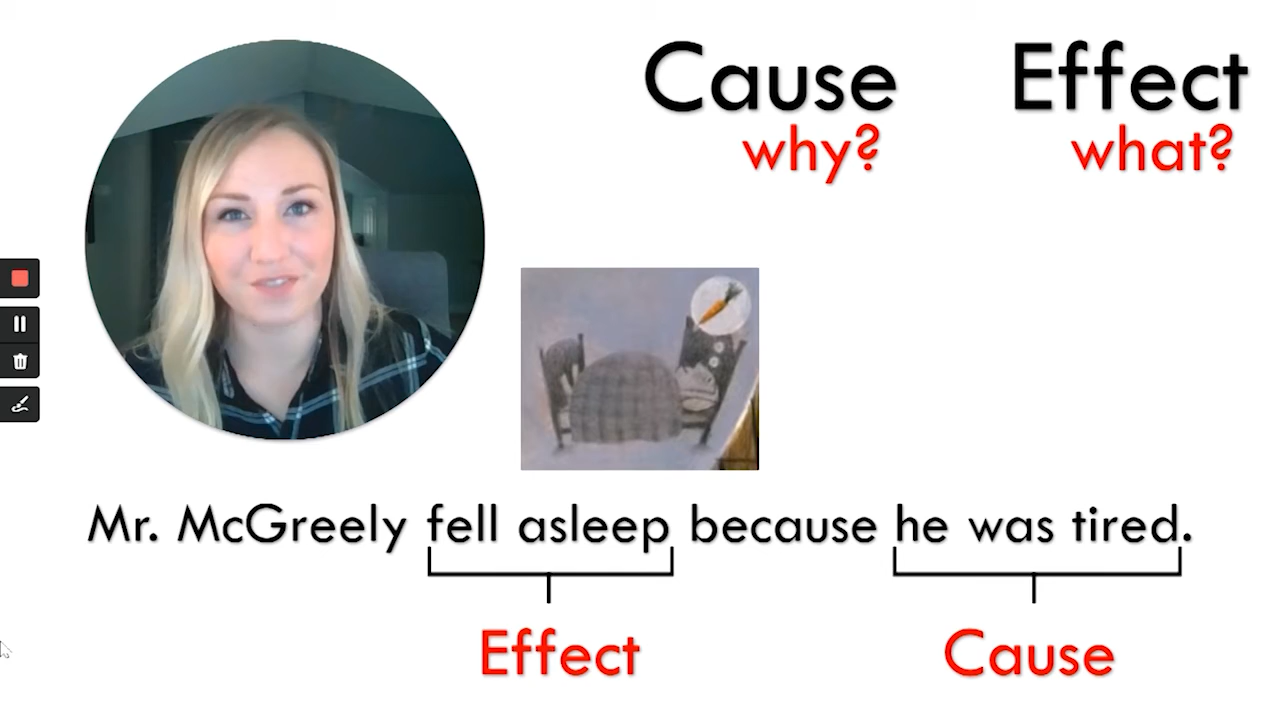 Cause Effect
why? what?
Mr. McGreely fell asleep because he was tired.
Effect Cause